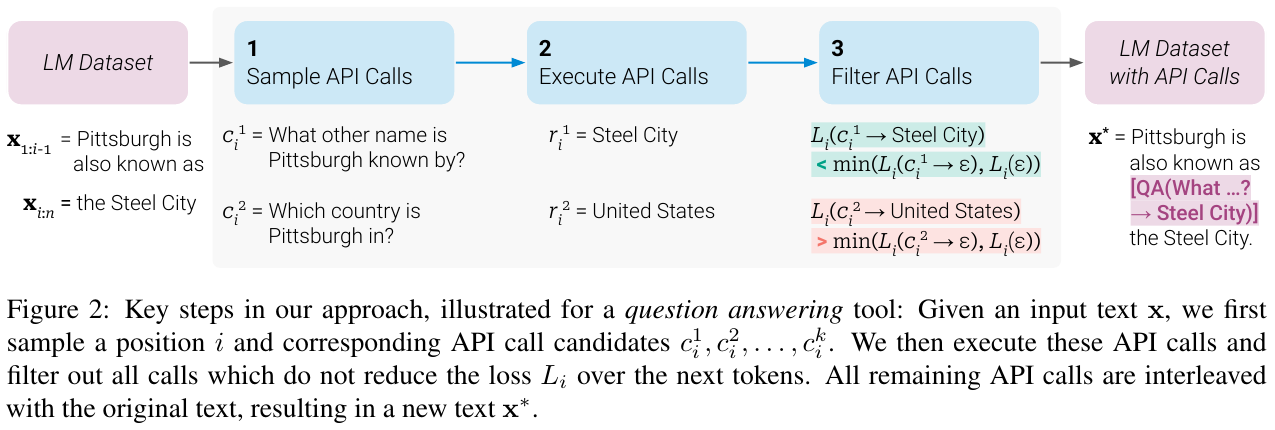 LM Dataset
1
Sample API Calls
2
Execute API Calls
3
Filter API Calls
LM Dataset
with API Calls
x1:i-1 = Pittsburgh is
also known as
xi:n = the Steel City
ci1 = What other name is
Pittsburgh known by?
ci2 = Which country is
Pittsburgh in?
ri1 = Steel City
ri2 = United States
Li(ci1 → Steel City)
< min(Li(ci1 → ε), Li(ε))
Li(ci2 → United States)
> min(Li(ci2 → ε), Li(ε))
x* = Pittsburgh is
also known as
[QA(What ...?
→ Steel City)]
the Steel City.
Figure 2: Key steps in our approach, illustrated for a question answering tool: Given an input text x, we first
sample a position i and corresponding API call candidates ci1, ci2, . . . , cik. We then execute these API calls and
filter out all calls which do not reduce the loss Li over the next tokens. All remaining API calls are interleaved
with the original text, resulting in a new text x*.